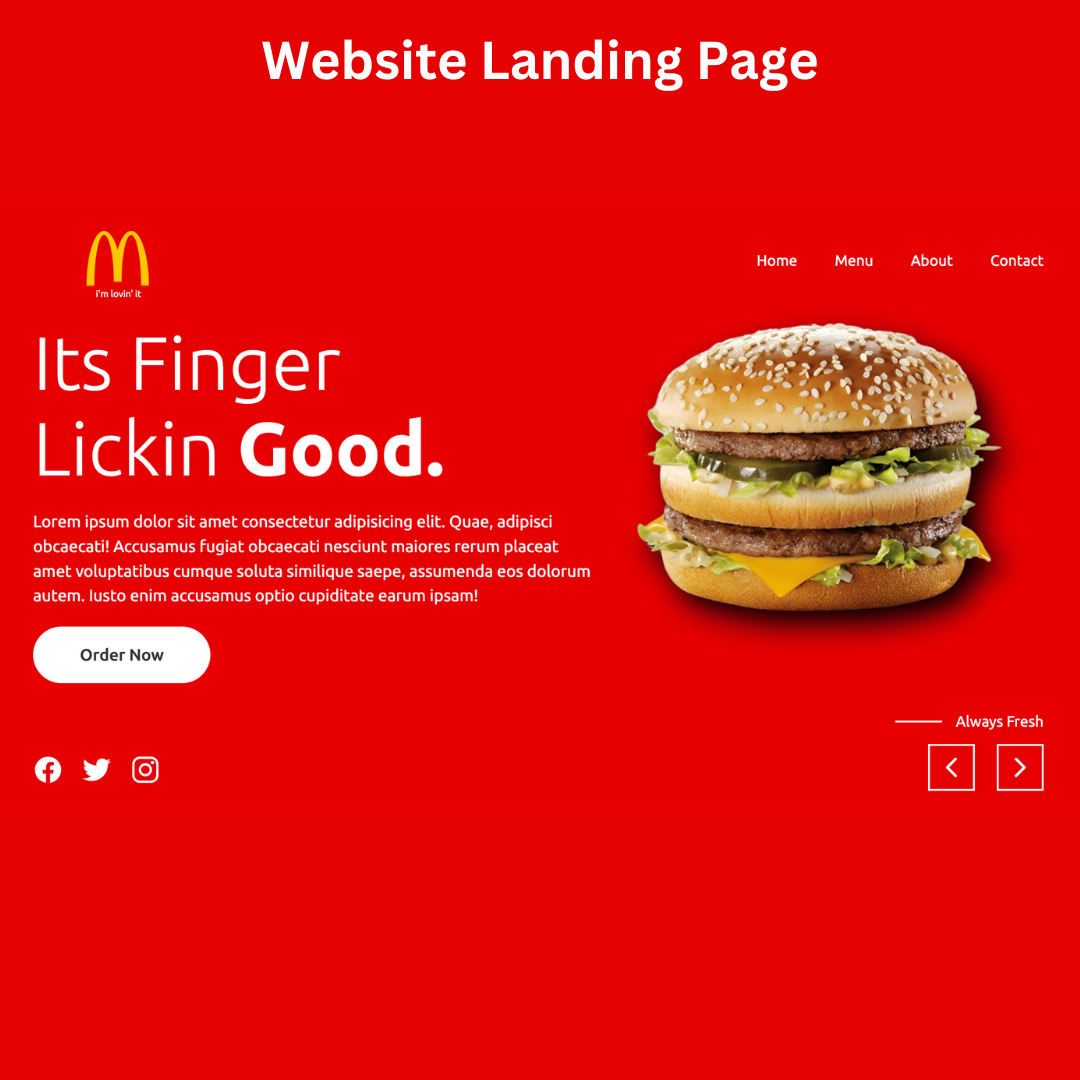 Website Landing Page
i'm lovin' it
Home Menu About Contact
Its Finger
Lickin Good.
Lorem ipsum dolor sit amet consectetur adipisicing elit. Quae, adipisci
obcaecati! Accusamus fugiat obcaecati nesciunt maiores rerum placeat
amet voluptatibus cumque soluta similique saepe, assumenda eos dolorum
autem. Iusto enim accusamus optio cupiditate earum ipsam!
Order Now
Always Fresh